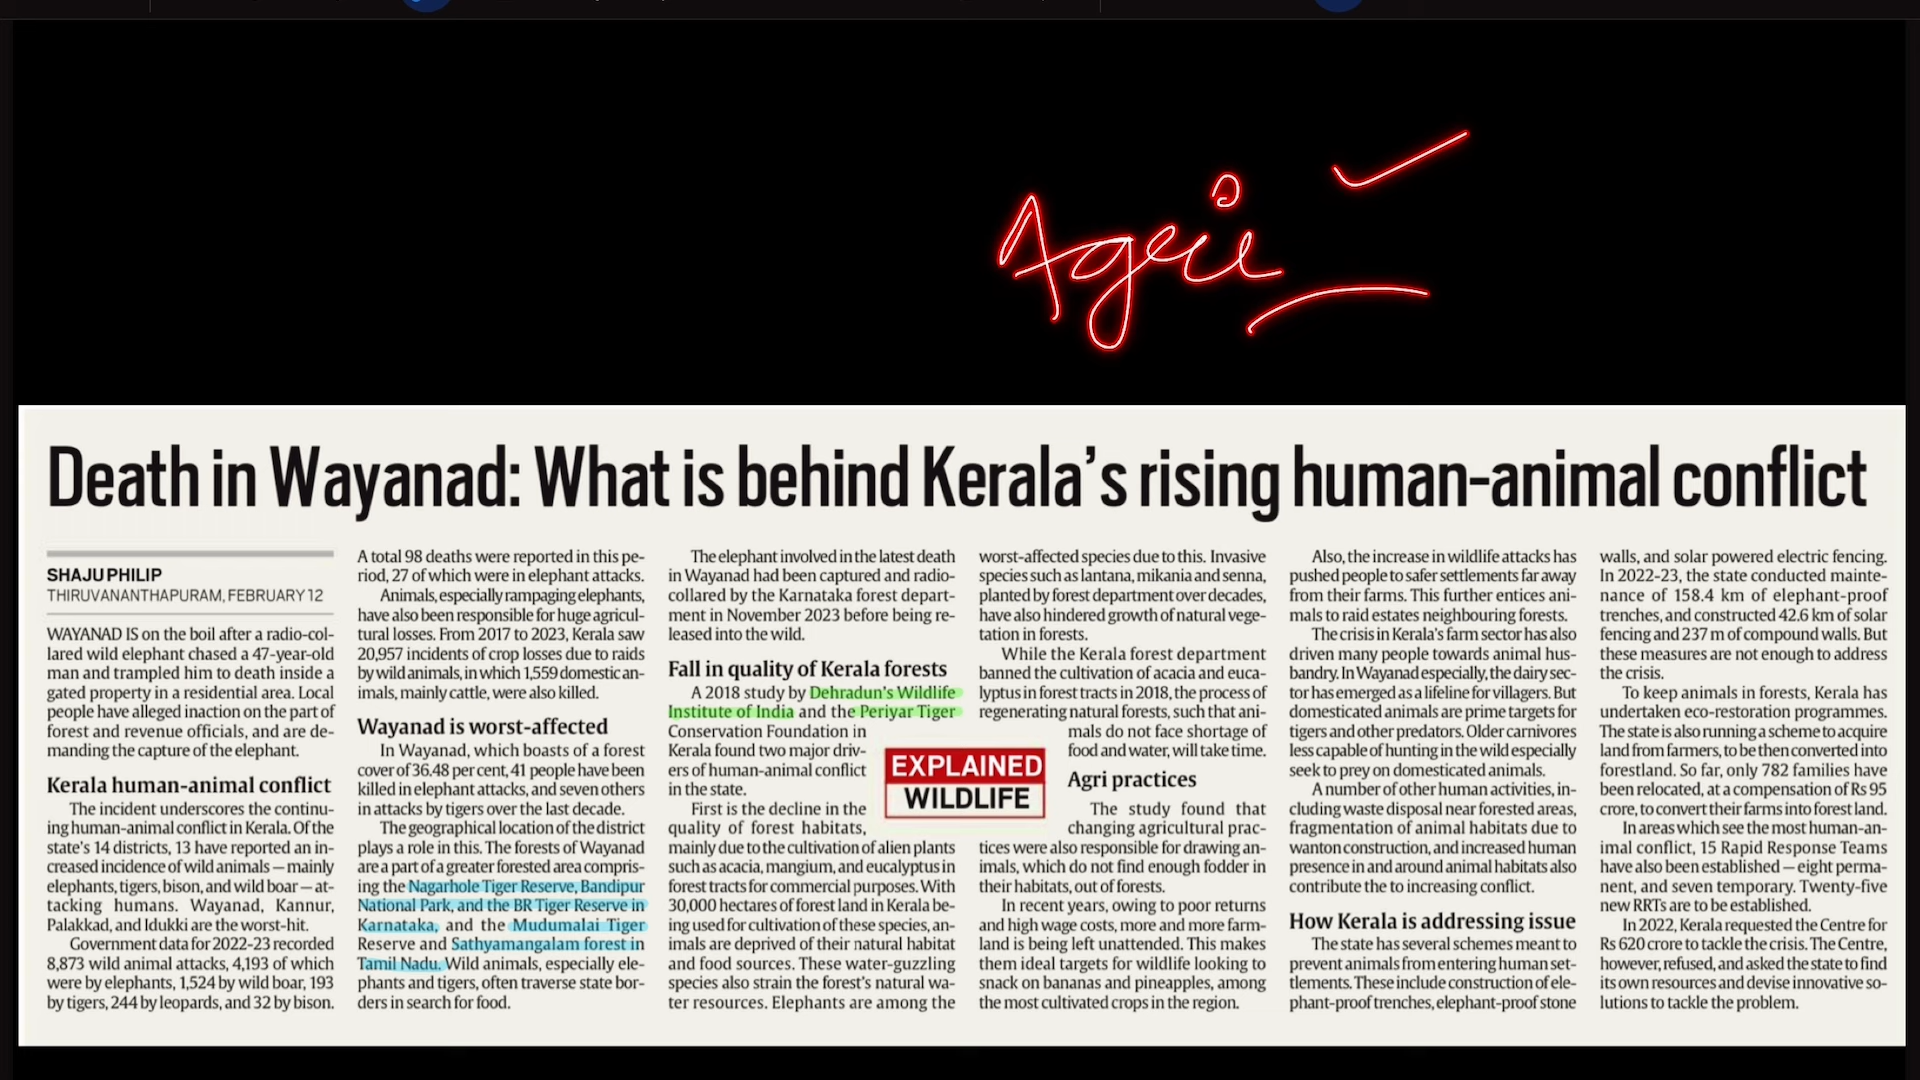 Agri
Death in Wayanad: What is behind Kerala's rising human-animal conflict
SHAJU PHILIP
THIRUVANANTHAPURAM, FEBRUARY 12
WAYANAD IS on the boil after a radio-col-
lared wild elephant chased a 47-year-old
man and trampled him to death inside a
gated property in a residential area. Local
people have alleged inaction on the part of
forest and revenue officials, and are de-
manding the capture of the elephant.
Kerala human-animal conflict
The incident underscores the continu-
ing human-animal conflict in Kerala. Of the
state's 14 districts, 13 have reported an in-
creased incidence of wild animals — mainly
elephants, tigers, bison, and wild boar — at-
tacking humans. Wayanad, Kannur,
Palakkad, and Idukki are the worst-hit.
Government data for 2022-23 recorded
8,873 wild animal attacks, 4,193 of which
were by elephants, 1,524 by wild boar, 193
by tigers, 244 by leopards, and 32 by bison.
A total 98 deaths were reported in this pe-
riod, 27 of which were in elephant attacks.
Animals, especially rampaging elephants,
have also been responsible for huge agricul-
tural losses. From 2017 to 2023, Kerala saw
20,957 incidents of crop losses due to raids
by wild animals, in which 1,559 domestic an-
imals, mainly cattle, were also killed.
Wayanad is worst-affected
In Wayanad, which boasts of a forest
cover of 36.48 per cent, 41 people have been
killed in elephant attacks, and seven others
in attacks by tigers over the last decade.
The geographical location of the district
plays a role in this. The forests of Wayanad
are a part of a greater forested area compris-
ing the Nagarhole Tiger Reserve, Bandipur
National Park, and the BR Tiger Reserve in
Karnataka, and the Mudumalai Tiger
Reserve and Sathyamangalam forest in
Tamil Nadu. Wild animals, especially ele-
phants and tigers, often traverse state bor-
ders in search for food.
The elephant involved in the latest death
in Wayanad had been captured and radio-
collared by the Karnataka forest depart-
ment in November 2023 before being re-
leased into the wild.
Fall in quality of Kerala forests
A 2018 study by Dehradun's Wildlife
Institute of India and the Periyar Tiger
Conservation Foundation in
Kerala found two major driv-
ers of human-animal conflict
in the state.
First is the decline in the
quality of forest habitats,
mainly due to the cultivation of alien plants
such as acacia, mangium, and eucalyptus in
forest tracts for commercial purposes. With
30,000 hectares of forest land in Kerala be-
ing used for cultivation of these species, an-
imals are deprived of their natural habitat
and food sources. These water-guzzling
species also strain the forest's natural wa-
ter resources. Elephants are among the
EXPLAINED
WILDLIFE
worst-affected species due to this. Invasive
species such as lantana, mikania and senna,
planted by forest department over decades,
have also hindered growth of natural vege-
tation in forests.
While the Kerala forest department
banned the cultivation of acacia and euca-
lyptus in forest tracts in 2018, the process of
regenerating natural forests, such that ani-
mals do not face shortage of
food and water, will take time.
Agri practices
The study found that
changing agricultural prac-
tices were also responsible for drawing an-
imals, which do not find enough fodder in
their habitats, out of forests.
In recent years, owing to poor returns
and high wage costs, more and more farm-
land is being left unattended. This makes
them ideal targets for wildlife looking to
snack on bananas and pineapples, among
the most cultivated crops in the region.
Also, the increase in wildlife attacks has
pushed people to safer settlements far away
from their farms. This further entices ani-
mals to raid estates neighbouring forests.
The crisis in Kerala's farm sector has also
driven many people towards animal hus-
bandry. In Wayanad especially, the dairy sec-
tor has emerged as a lifeline for villagers. But
domesticated animals are prime targets for
tigers and other predators. Older carnivores
less capable of hunting in the wild especially
seek to prey on domesticated animals.
A number of other human activities, in-
cluding waste disposal near forested areas,
fragmentation of animal habitats due to
wanton construction, and increased human
presence in and around animal habitats also
contribute the to increasing conflict.
How Kerala is addressing issue
The state has several schemes meant to
prevent animals from entering human set-
tlements. These include construction of ele-
phant-proof trenches, elephant-proof stone
walls, and solar powered electric fencing.
In 2022-23, the state conducted mainte-
nance of 158.4 km of elephant-proof
trenches, and constructed 42.6 km of solar
fencing and 237 m of compound walls. But
these measures are not enough to address
the crisis.
To keep animals in forests, Kerala has
undertaken eco-restoration programmes.
The state is also running a scheme to acquire
land from farmers, to be then converted into
forestland. So far, only 782 families have
been relocated, at a compensation of Rs 95
crore, to convert their farms into forest land.
In areas which see the most human-an-
imal conflict, 15 Rapid Response Teams
have also been established — eight perma-
nent, and seven temporary. Twenty-five
new RRTs are to be established.
In 2022, Kerala requested the Centre for
Rs 620 crore to tackle the crisis. The Centre,
however, refused, and asked the state to find
its own resources and devise innovative so-
lutions to tackle the problem.